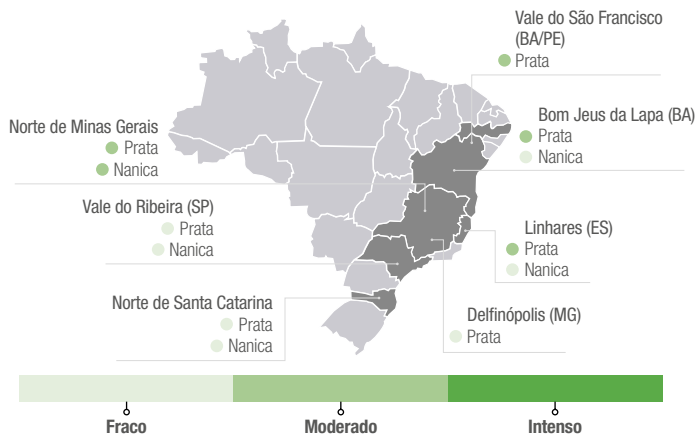 Vale do São Francisco
(BA/PE)
Prata
Bom Jeus da Lapa (BA)
Prata
Nanica
Norte de Minas Gerais
Prata
Nanica
Vale do Ribeira (SP)
Prata
Nanica
Linhares (ES)
Prata
Nanica
Norte de Santa Catarina
Prata
Nanica
Delfinópolis (MG)
Prata
Fraco
Moderado
Intenso